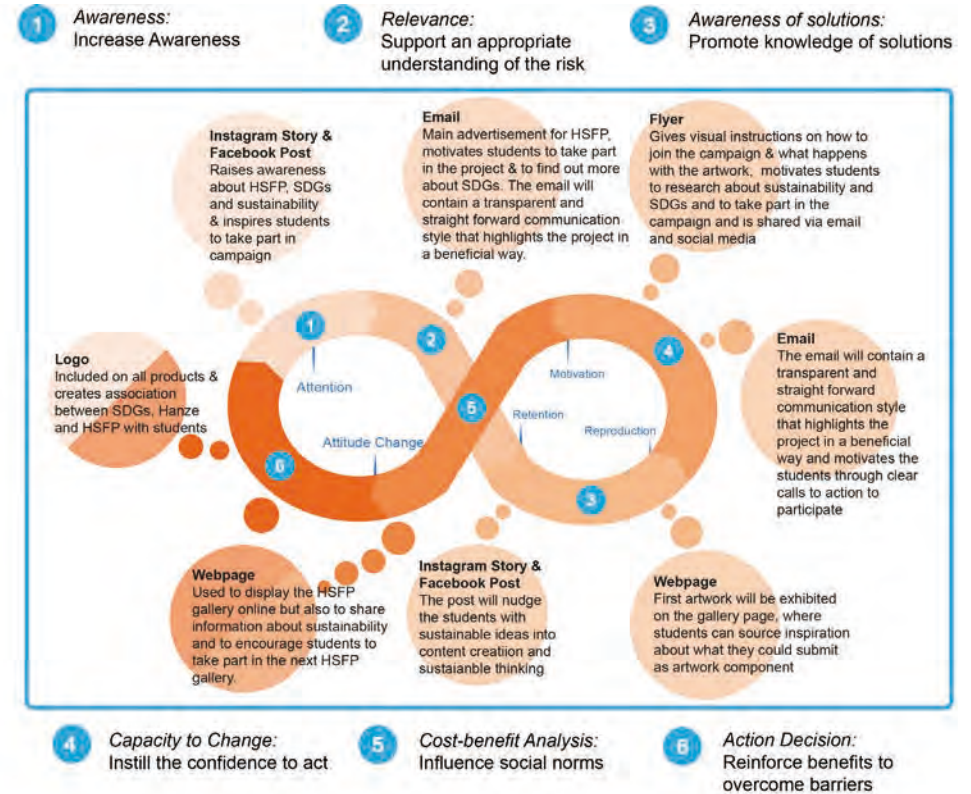 1
Awareness:
Increase Awareness
2
Relevance:
Support an appropriate
understanding of the risk
3
Awareness of solutions:
Promote knowledge of solutions
Instagram Story &
Facebook Post
Raises awareness
about HSFP, SDGs
and sustainability
& inspires students
to take part in
campaign
Email
Main advertisement for HSFP,
motivates students to take part
in the project & to find out more
about SDGs. The email will
contain a transparent and
straight forward communication
style that highlights the project in
a beneficial way.
Flyer
Gives visual instructions on how to
join the campaign & what happens
with the artwork, motivates students
to research about sustainability and
SDGs and to take part in the
campaign and is shared via email
and social media
Logo
Included on all products &
creates association
between SDGs, Hanze
and HSFP with students
1
2
4
5
6
3
Attention
Attitude Change
Motivation
Retention
Reproduction
Email
The email will contain a
transparent and
straight forward
communication style
that highlights the
project in a beneficial
way and motivates the
students through clear
calls to action to
participate
Webpage
Used to display the HSFP
gallery online but also to share
information about sustainability
and to encourage students to
take part in the next HSFP
gallery.
Instagram Story &
Facebook Post
The post will nudge
the students with
sustainable ideas into
content creatiion and
sustaianble thinking
Webpage
First artwork will be exhibited
on the gallery page, where
students can source inspiration
about what they could submit
as artwork component
4
Capacity to Change:
Instill the confidence to act
5
Cost-benefit Analysis:
Influence social norms
6
Action Decision:
Reinforce benefits to
overcome barriers